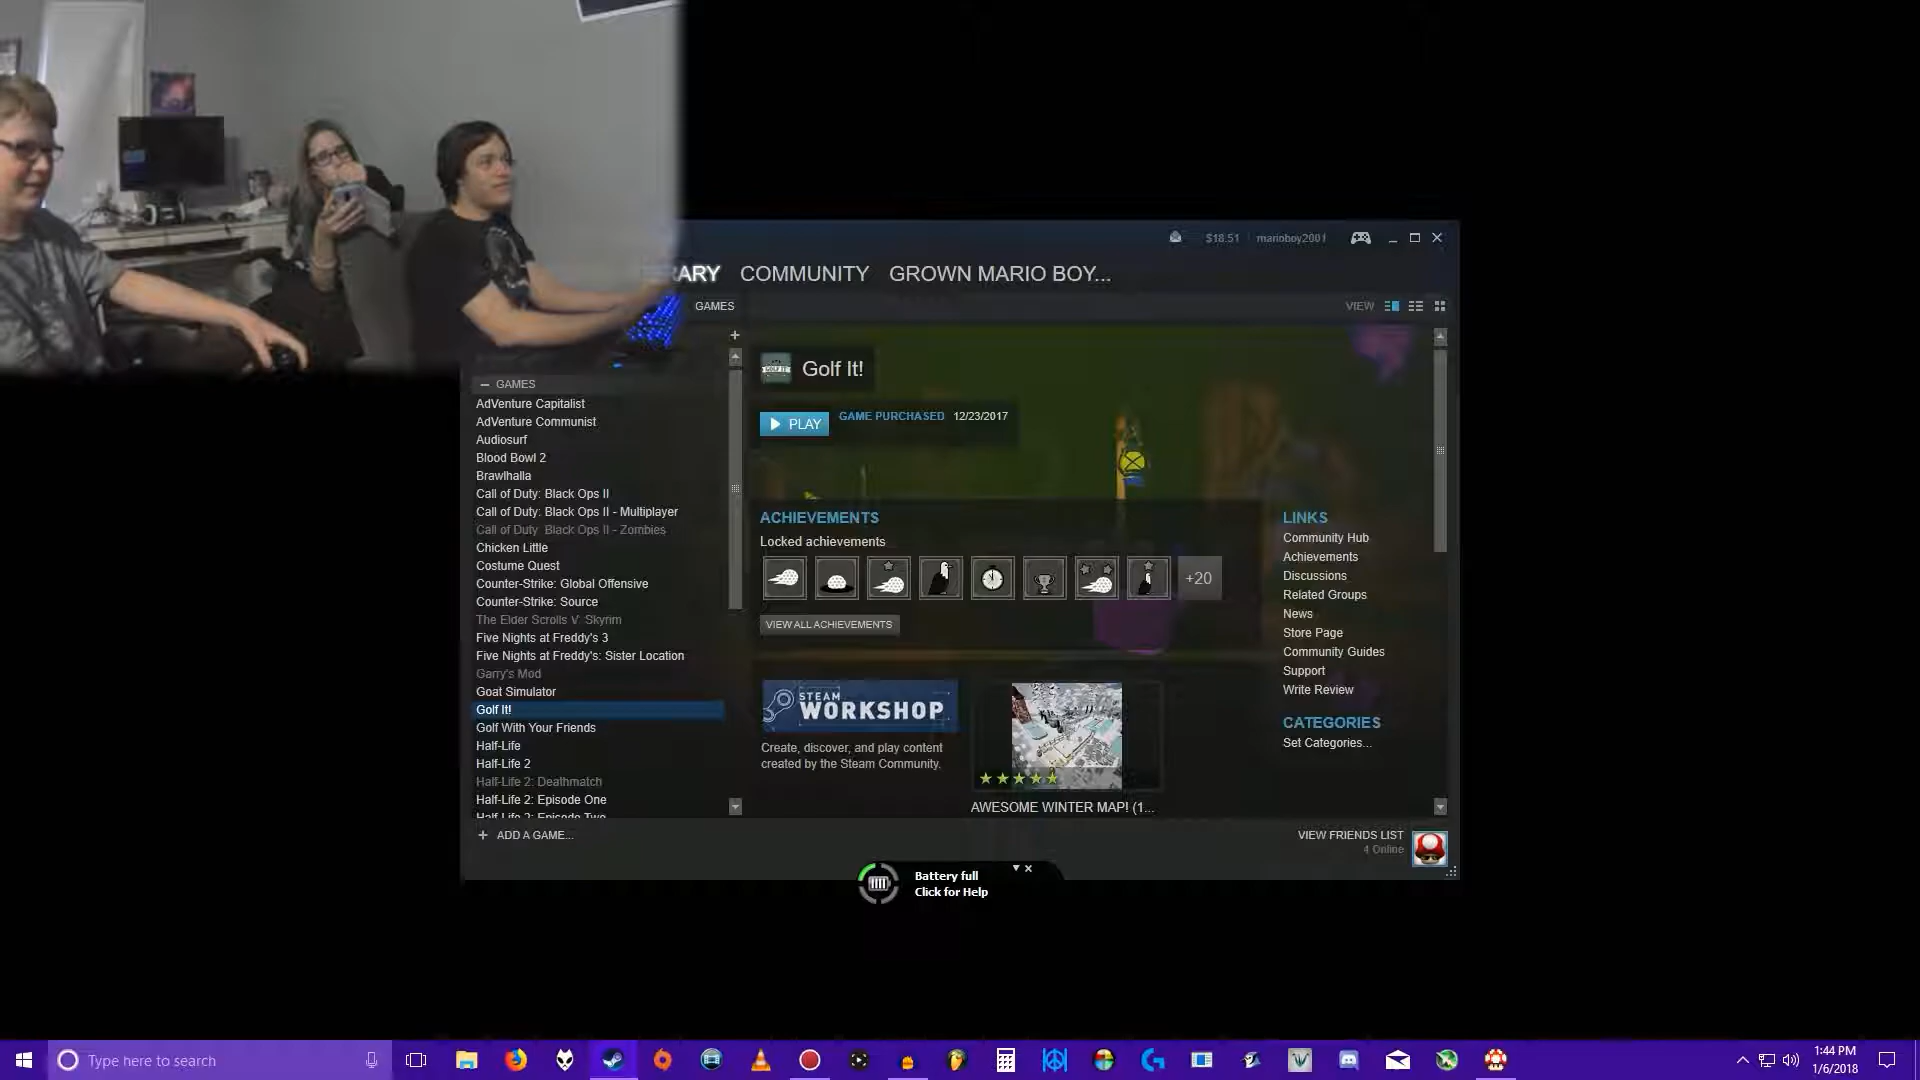 $18.51
marioboy2001
RARY
COMMUNITY
GROWN MARIO BOY...
GAMES
VIEW
+
– GAMES
AdVenture Capitalist
AdVenture Communist
Audiosurf
Blood Bowl 2
Brawlhalla
Call of Duty: Black Ops II
Call of Duty: Black Ops II - Multiplayer
Call of Duty: Black Ops II - Zombies
Chicken Little
Costume Quest
Counter-Strike: Global Offensive
Counter-Strike: Source
The Elder Scrolls V: Skyrim
Five Nights at Freddy's 3
Five Nights at Freddy's: Sister Location
Garry's Mod
Goat Simulator
Golf It!
Golf With Your Friends
Half-Life
Half-Life 2
Half-Life 2: Deathmatch
Half-Life 2: Episode One
Half-Life 2: Episode Two
+ ADD A GAME...
GOLF IT!
Golf It!
PLAY
GAME PURCHASED 12/23/2017
ACHIEVEMENTS
Locked achievements
+20
VIEW ALL ACHIEVEMENTS
STEAM
WORKSHOP
Create, discover, and play content
created by the Steam Community.
AWESOME WINTER MAP! (1...
LINKS
Community Hub
Achievements
Discussions
Related Groups
News
Store Page
Community Guides
Support
Write Review
CATEGORIES
Set Categories...
VIEW FRIENDS LIST
4 Online
Battery full
Click for Help
Type here to search
1:44 PM
1/6/2018